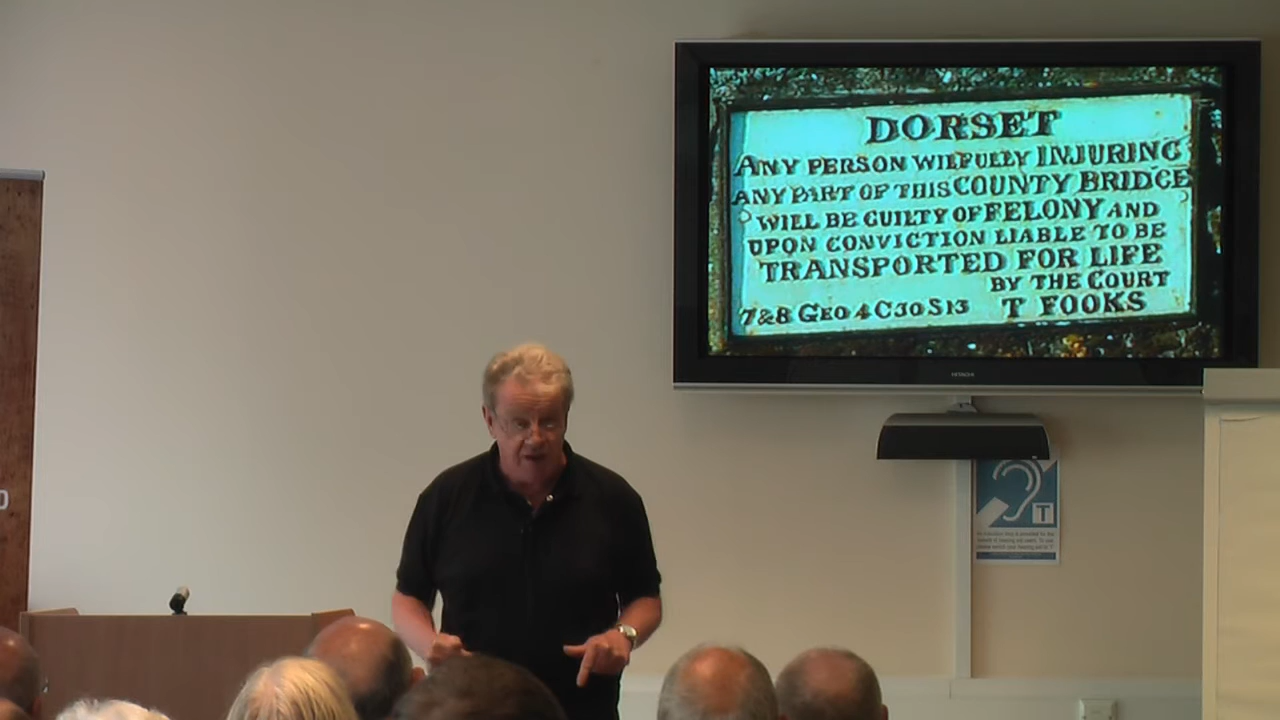 DORSET
ANY PERSON WILFULLY INJURING
ANY PART OF THIS COUNTY BRIDGE
WILL BE GUILTY OF FELONY AND
UPON CONVICTION LIABLE TO BE
TRANSPORTED FOR LIFE
BY THE COURT
7&8 GEO 4 C30 S13 T FOOKS
HITACHI
T